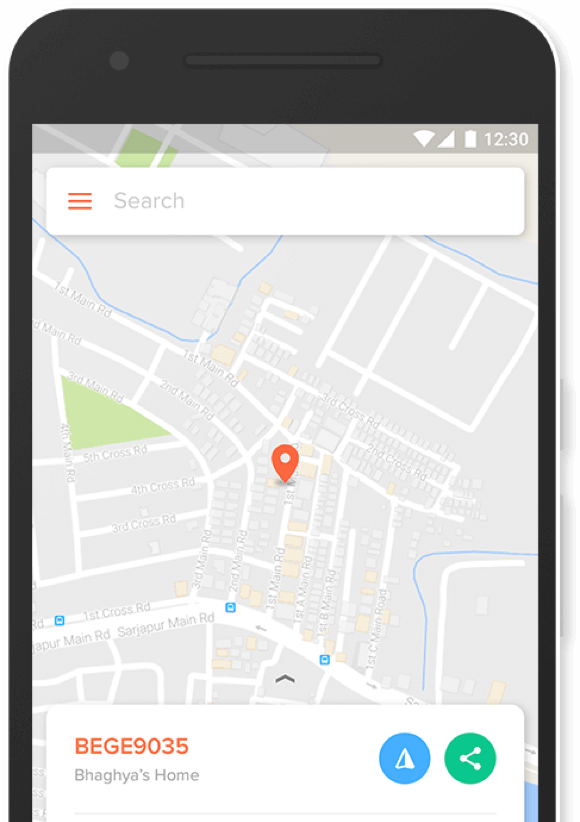 12:30
Search
1st Main Rd
d Main Rd
1st Main Rd
3rd Main Rd
2nd Main Rd
3rd Cross Rd
4th Main Rd
5th Cross Rd
2nd Cross Rd
4th Cross Rd
3rd Cross Rd
3rd Main Rd
2nd Main Rd
1st Main Rd
1st A Main Rd
1st B Main Rd
1st C Main Road
1st Cross Rd
japur Main Rd
Sarjapur Main Rd
BEGE9035
Bhaghya's Home